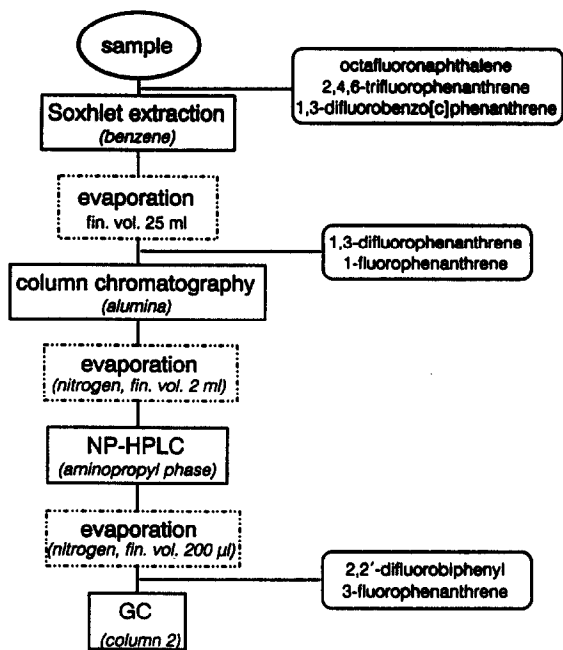 sample
octafluoronaphthalene
2,4,6-trifluorophenanthrene
1,3-difluorobenzo[c]phenanthrene
Soxhlet extraction
(benzene)
evaporation
fin. vol. 25 ml
1,3-difluorophenanthrene
1-fluorophenanthrene
column chromatography
(alumina)
evaporation
(nitrogen, fin. vol. 2 ml)
NP-HPLC
(aminopropyl phase)
evaporation
(nitrogen, fin. vol. 200 µl)
2,2´-difluorobiphenyl
3-fluorophenanthrene
GC
(column 2)